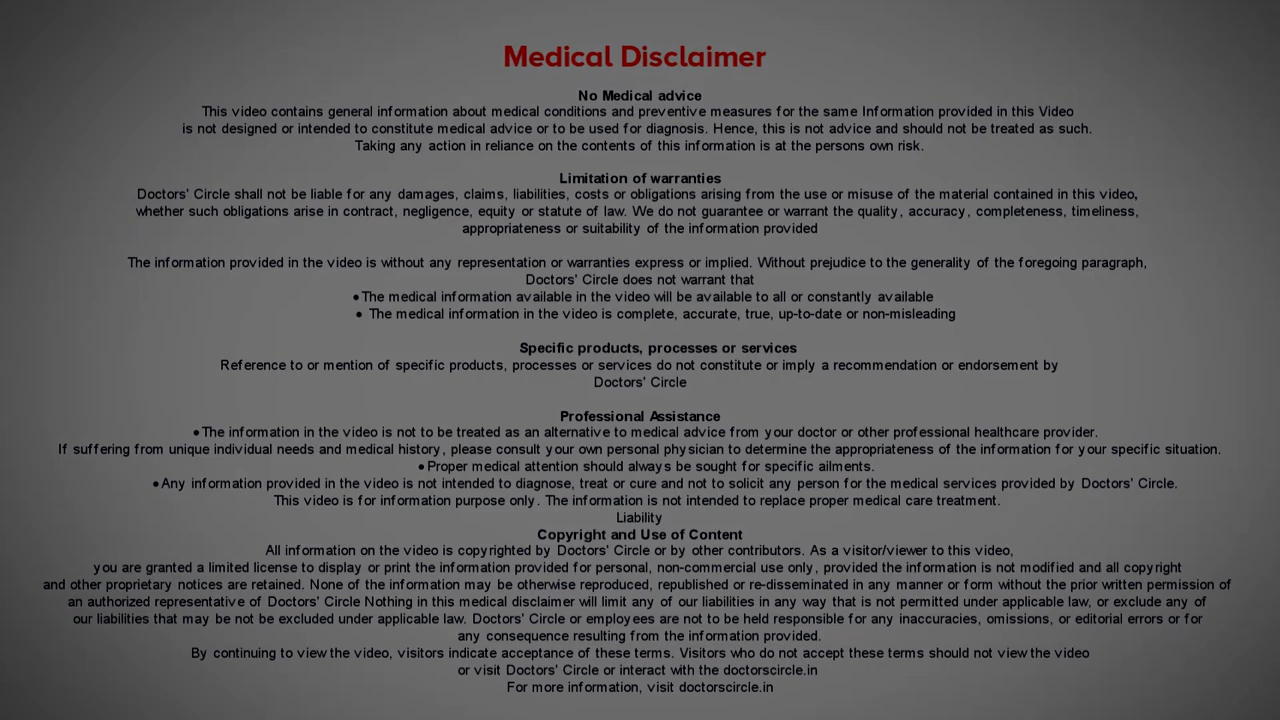 Medical Disclaimer
No Medical advice
This video contains general information about medical conditions and preventive measures for the same Information provided in this Video
is not designed or intended to constitute medical advice or to be used for diagnosis. Hence, this is not advice and should not be treated as such.
Taking any action in reliance on the contents of this information is at the persons own risk.
Limitation of warranties
Doctors' Circle shall not be liable for any damages, claims, liabilities, costs or obligations arising from the use or misuse of the material contained in this video,
whether such obligations arise in contract, negligence, equity or statute of law. We do not guarantee or warrant the quality, accuracy, completeness, timeliness,
appropriateness or suitability of the information provided
The information provided in the video is without any representation or warranties express or implied. Without prejudice to the generality of the foregoing paragraph,
Doctors' Circle does not warrant that
•The medical information available in the video will be available to all or constantly available
• The medical information in the video is complete, accurate, true, up-to-date or non-misleading
Specific products, processes or services
Reference to or mention of specific products, processes or services do not constitute or imply a recommendation or endorsement by
Doctors' Circle
Professional Assistance
•The information in the video is not to be treated as an alternative to medical advice from your doctor or other professional healthcare provider.
If suffering from unique individual needs and medical history, please consult your own personal physician to determine the appropriateness of the information for your specific situation.
•Proper medical attention should always be sought for specific ailments.
•Any information provided in the video is not intended to diagnose, treat or cure and not to solicit any person for the medical services provided by Doctors' Circle.
This video is for information purpose only. The information is not intended to replace proper medical care treatment.
Liability
Copyright and Use of Content
All information on the video is copyrighted by Doctors' Circle or by other contributors. As a visitor/viewer to this video,
you are granted a limited license to display or print the information provided for personal, non-commercial use only, provided the information is not modified and all copyright
and other proprietary notices are retained. None of the information may be otherwise reproduced, republished or re-disseminated in any manner or form without the prior written permission of
an authorized representative of Doctors' Circle Nothing in this medical disclaimer will limit any of our liabilities in any way that is not permitted under applicable law, or exclude any of
our liabilities that may be not be excluded under applicable law. Doctors' Circle or employees are not to be held responsible for any inaccuracies, omissions, or editorial errors or for
any consequence resulting from the information provided.
By continuing to view the video, visitors indicate acceptance of these terms. Visitors who do not accept these terms should not view the video
or visit Doctors' Circle or interact with the doctorscircle.in
For more information, visit doctorscircle.in